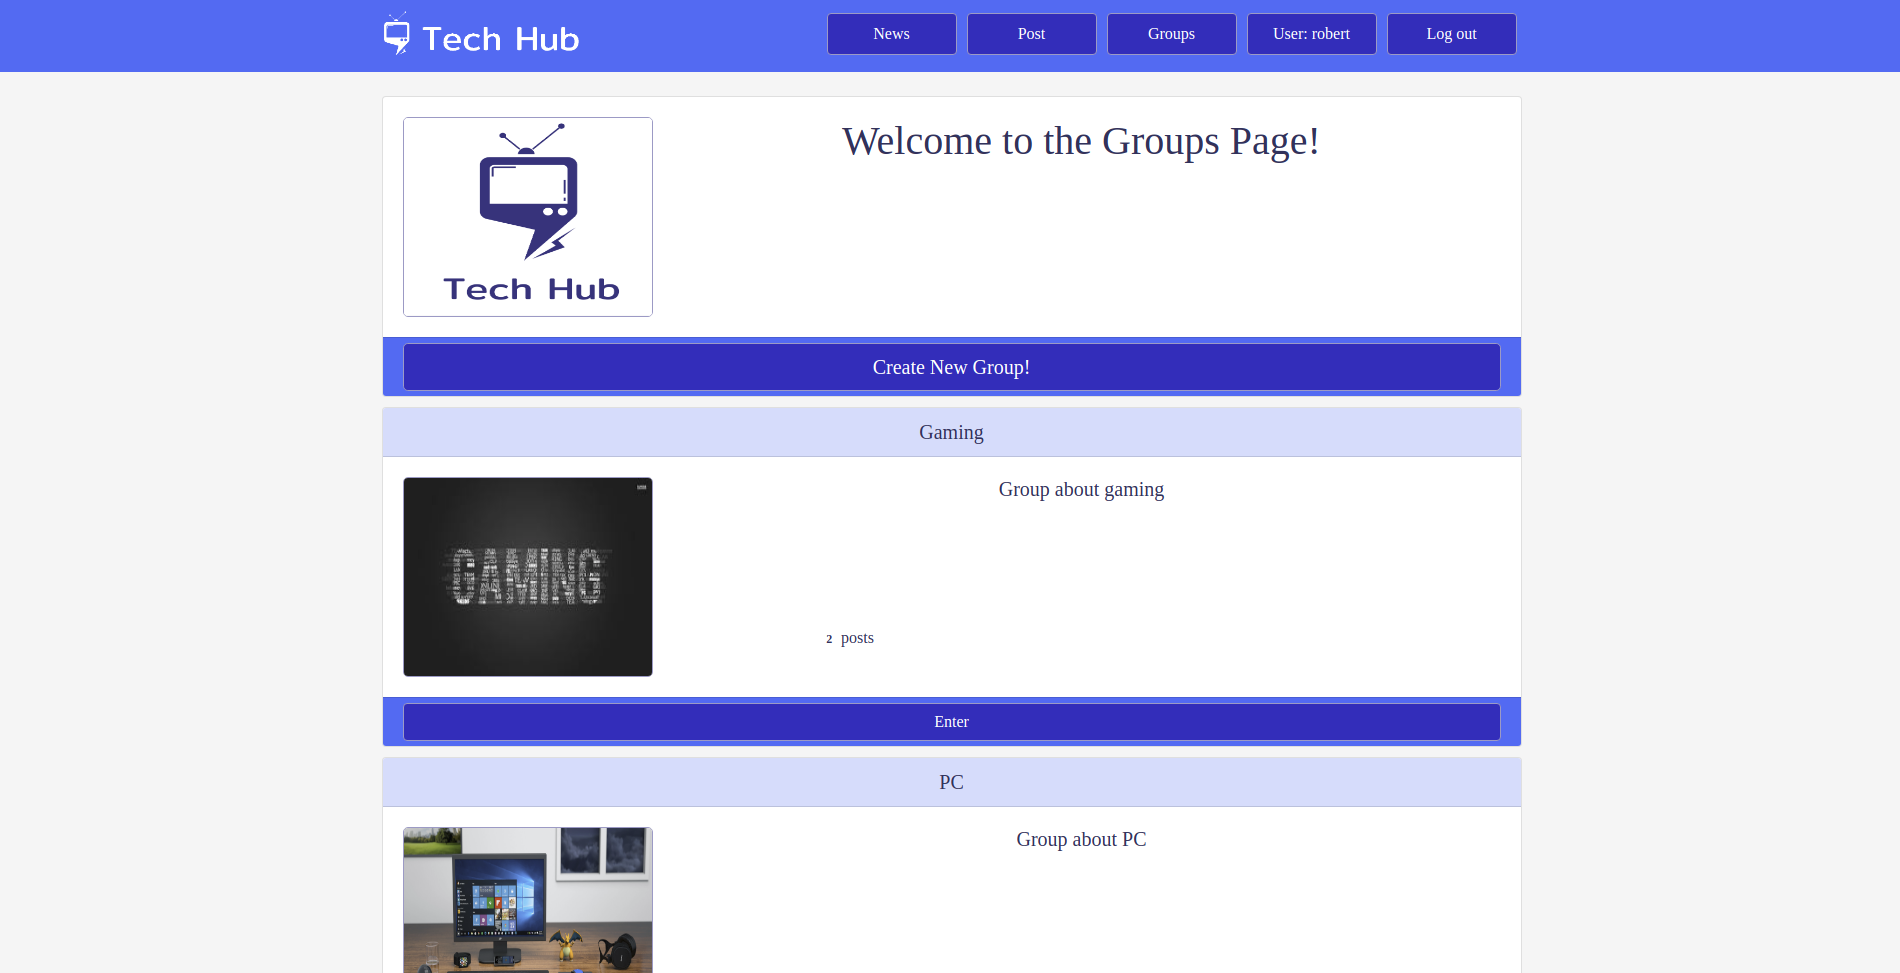 Tech Hub
News
Post
Groups
User: robert
Log out
Welcome to the Groups Page!
Tech Hub
Create New Group!
Gaming
Group about gaming
GAMING
2 posts
Enter
PC
Group about PC